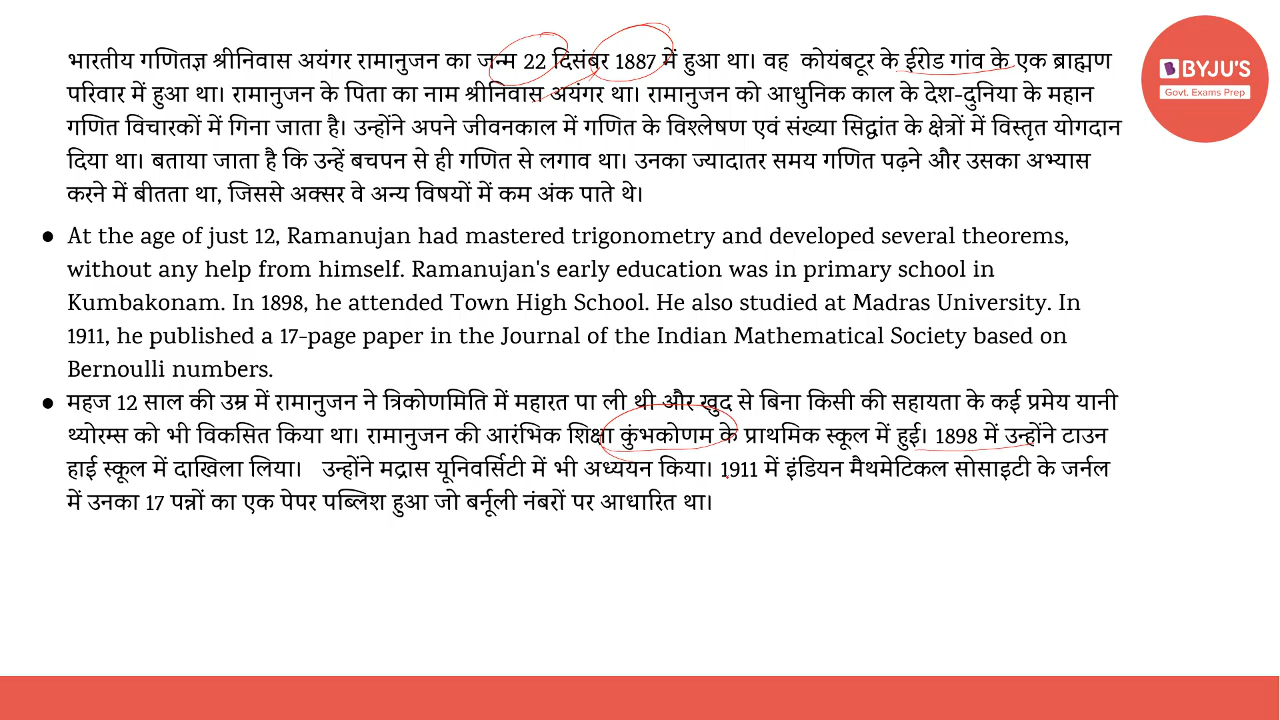 भारतीय गणितज्ञ श्रीनिवास अयंगर रामानुजन का जन्म 22 दिसंबर 1887 में हुआ था। वह कोयंबटूर के ईरोड गांव के एक ब्राह्मण
परिवार में हुआ था। रामानुजन के पिता का नाम श्रीनिवास अयंगर था। रामानुजन को आधुनिक काल के देश-दुनिया के महान
गणित विचारकों में गिना जाता है। उन्होंने अपने जीवनकाल में गणित के विश्लेषण एवं संख्या सिद्धांत के क्षेत्रों में विस्तृत योगदान
दिया था। बताया जाता है कि उन्हें बचपन से ही गणित से लगाव था। उनका ज्यादातर समय गणित पढ़ने और उसका अभ्यास
करने में बीतता था, जिससे अक्सर वे अन्य विषयों में कम अंक पाते थे।
BYJU'S
Govt. Exams Prep
● At the age of just 12, Ramanujan had mastered trigonometry and developed several theorems,
without any help from himself. Ramanujan's early education was in primary school in
Kumbakonam. In 1898, he attended Town High School. He also studied at Madras University. In
1911, he published a 17-page paper in the Journal of the Indian Mathematical Society based on
Bernoulli numbers.
● महज 12 साल की उम्र में रामानुजन ने त्रिकोणमिति में महारत पा ली थी और खुद से बिना किसी की सहायता के कई प्रमेय यानी
थ्योरम्स को भी विकसित किया था। रामानुजन की आरंभिक शिक्षा कुंभकोणम के प्राथमिक स्कूल में हुई। 1898 में उन्होंने टाउन
हाई स्कूल में दाखिला लिया। उन्होंने मद्रास यूनिवर्सिटी में भी अध्ययन किया। 1911 में इंडियन मैथमेटिकल सोसाइटी के जर्नल
में उनका 17 पन्नों का एक पेपर पब्लिश हुआ जो बर्नूली नंबरों पर आधारित था।